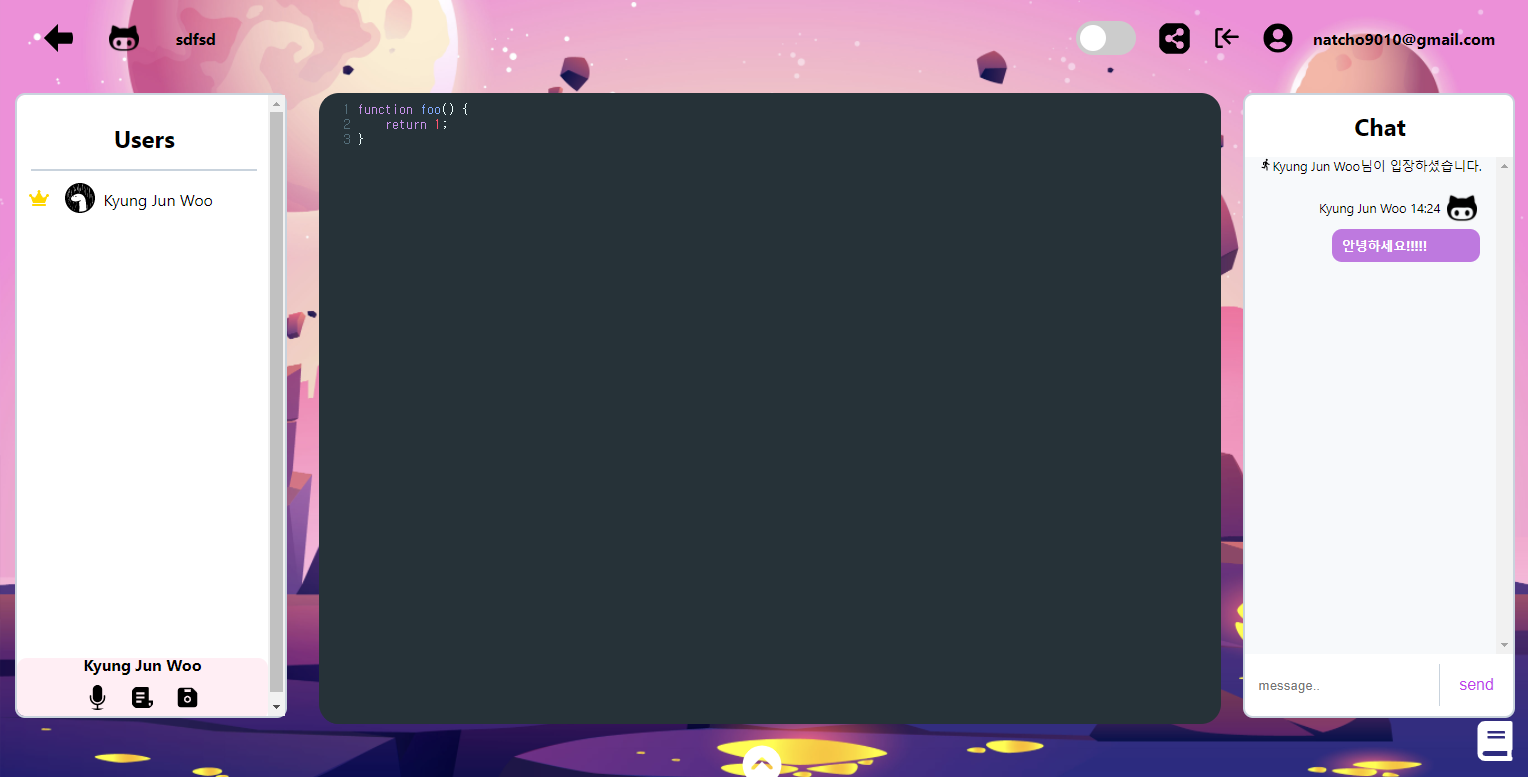 sdfsd
natcho9010@gmail.com
Users
Kyung Jun Woo
Kyung Jun Woo
1 function foo() {
2 return 1;
3 }
Chat
Kyung Jun Woo님이 입장하셨습니다.
Kyung Jun Woo 14:24
안녕하세요!!!!!
message..
send